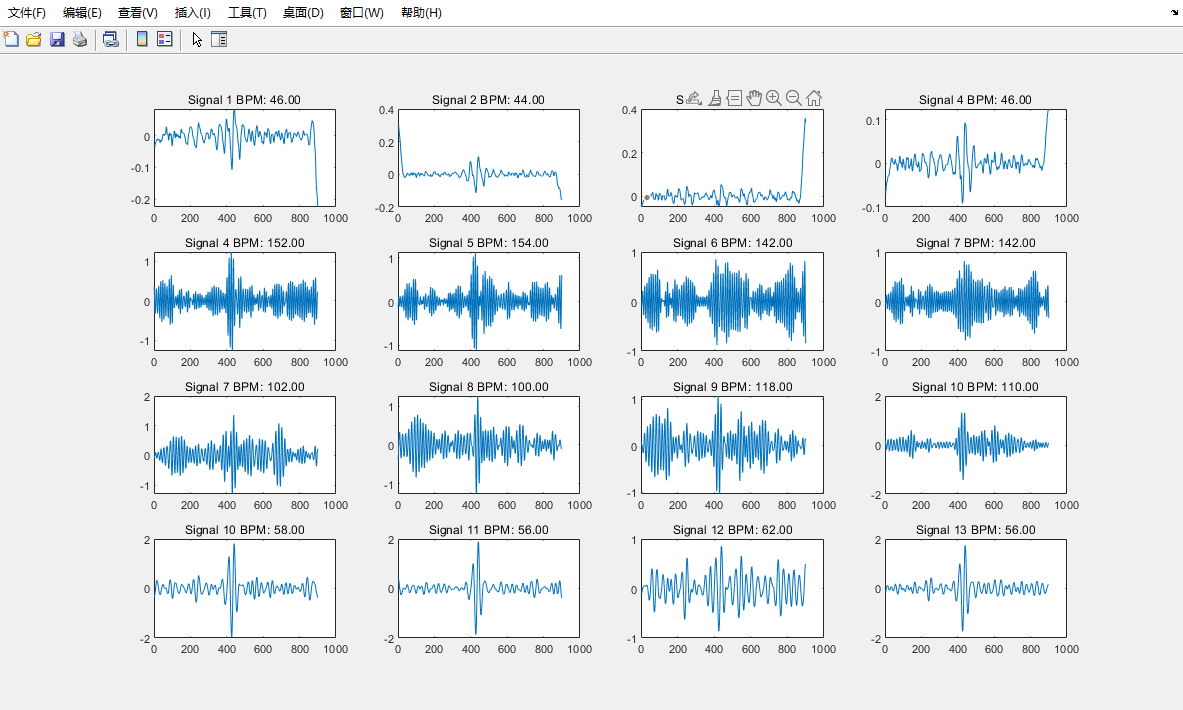 文件(F) 编辑(E) 查看(V) 插入(I) 工具(T) 桌面(D) 窗口(W) 帮助(H)
Signal 1 BPM: 46.00
0
-0.1
-0.2
0 200 400 600 800 1000
Signal 2 BPM: 44.00
0.4
0.2
0
-0.2
0 200 400 600 800 1000
S
0.4
0.2
0
0 200 400 600 800 1000
Signal 4 BPM: 46.00
0.1
0
-0.1
0 200 400 600 800 1000
Signal 4 BPM: 152.00
1
0
-1
0 200 400 600 800 1000
Signal 5 BPM: 154.00
1
0
-1
0 200 400 600 800 1000
Signal 6 BPM: 142.00
1
0
-1
0 200 400 600 800 1000
Signal 7 BPM: 142.00
1
0
-1
0 200 400 600 800 1000
Signal 7 BPM: 102.00
2
1
0
-1
0 200 400 600 800 1000
Signal 8 BPM: 100.00
1
0
-1
0 200 400 600 800 1000
Signal 9 BPM: 118.00
1
0
-1
0 200 400 600 800 1000
Signal 10 BPM: 110.00
2
0
-2
0 200 400 600 800 1000
Signal 10 BPM: 58.00
2
0
-2
0 200 400 600 800 1000
Signal 11 BPM: 56.00
2
0
-2
0 200 400 600 800 1000
Signal 12 BPM: 62.00
1
0
-1
0 200 400 600 800 1000
Signal 13 BPM: 56.00
2
0
-2
0 200 400 600 800 1000